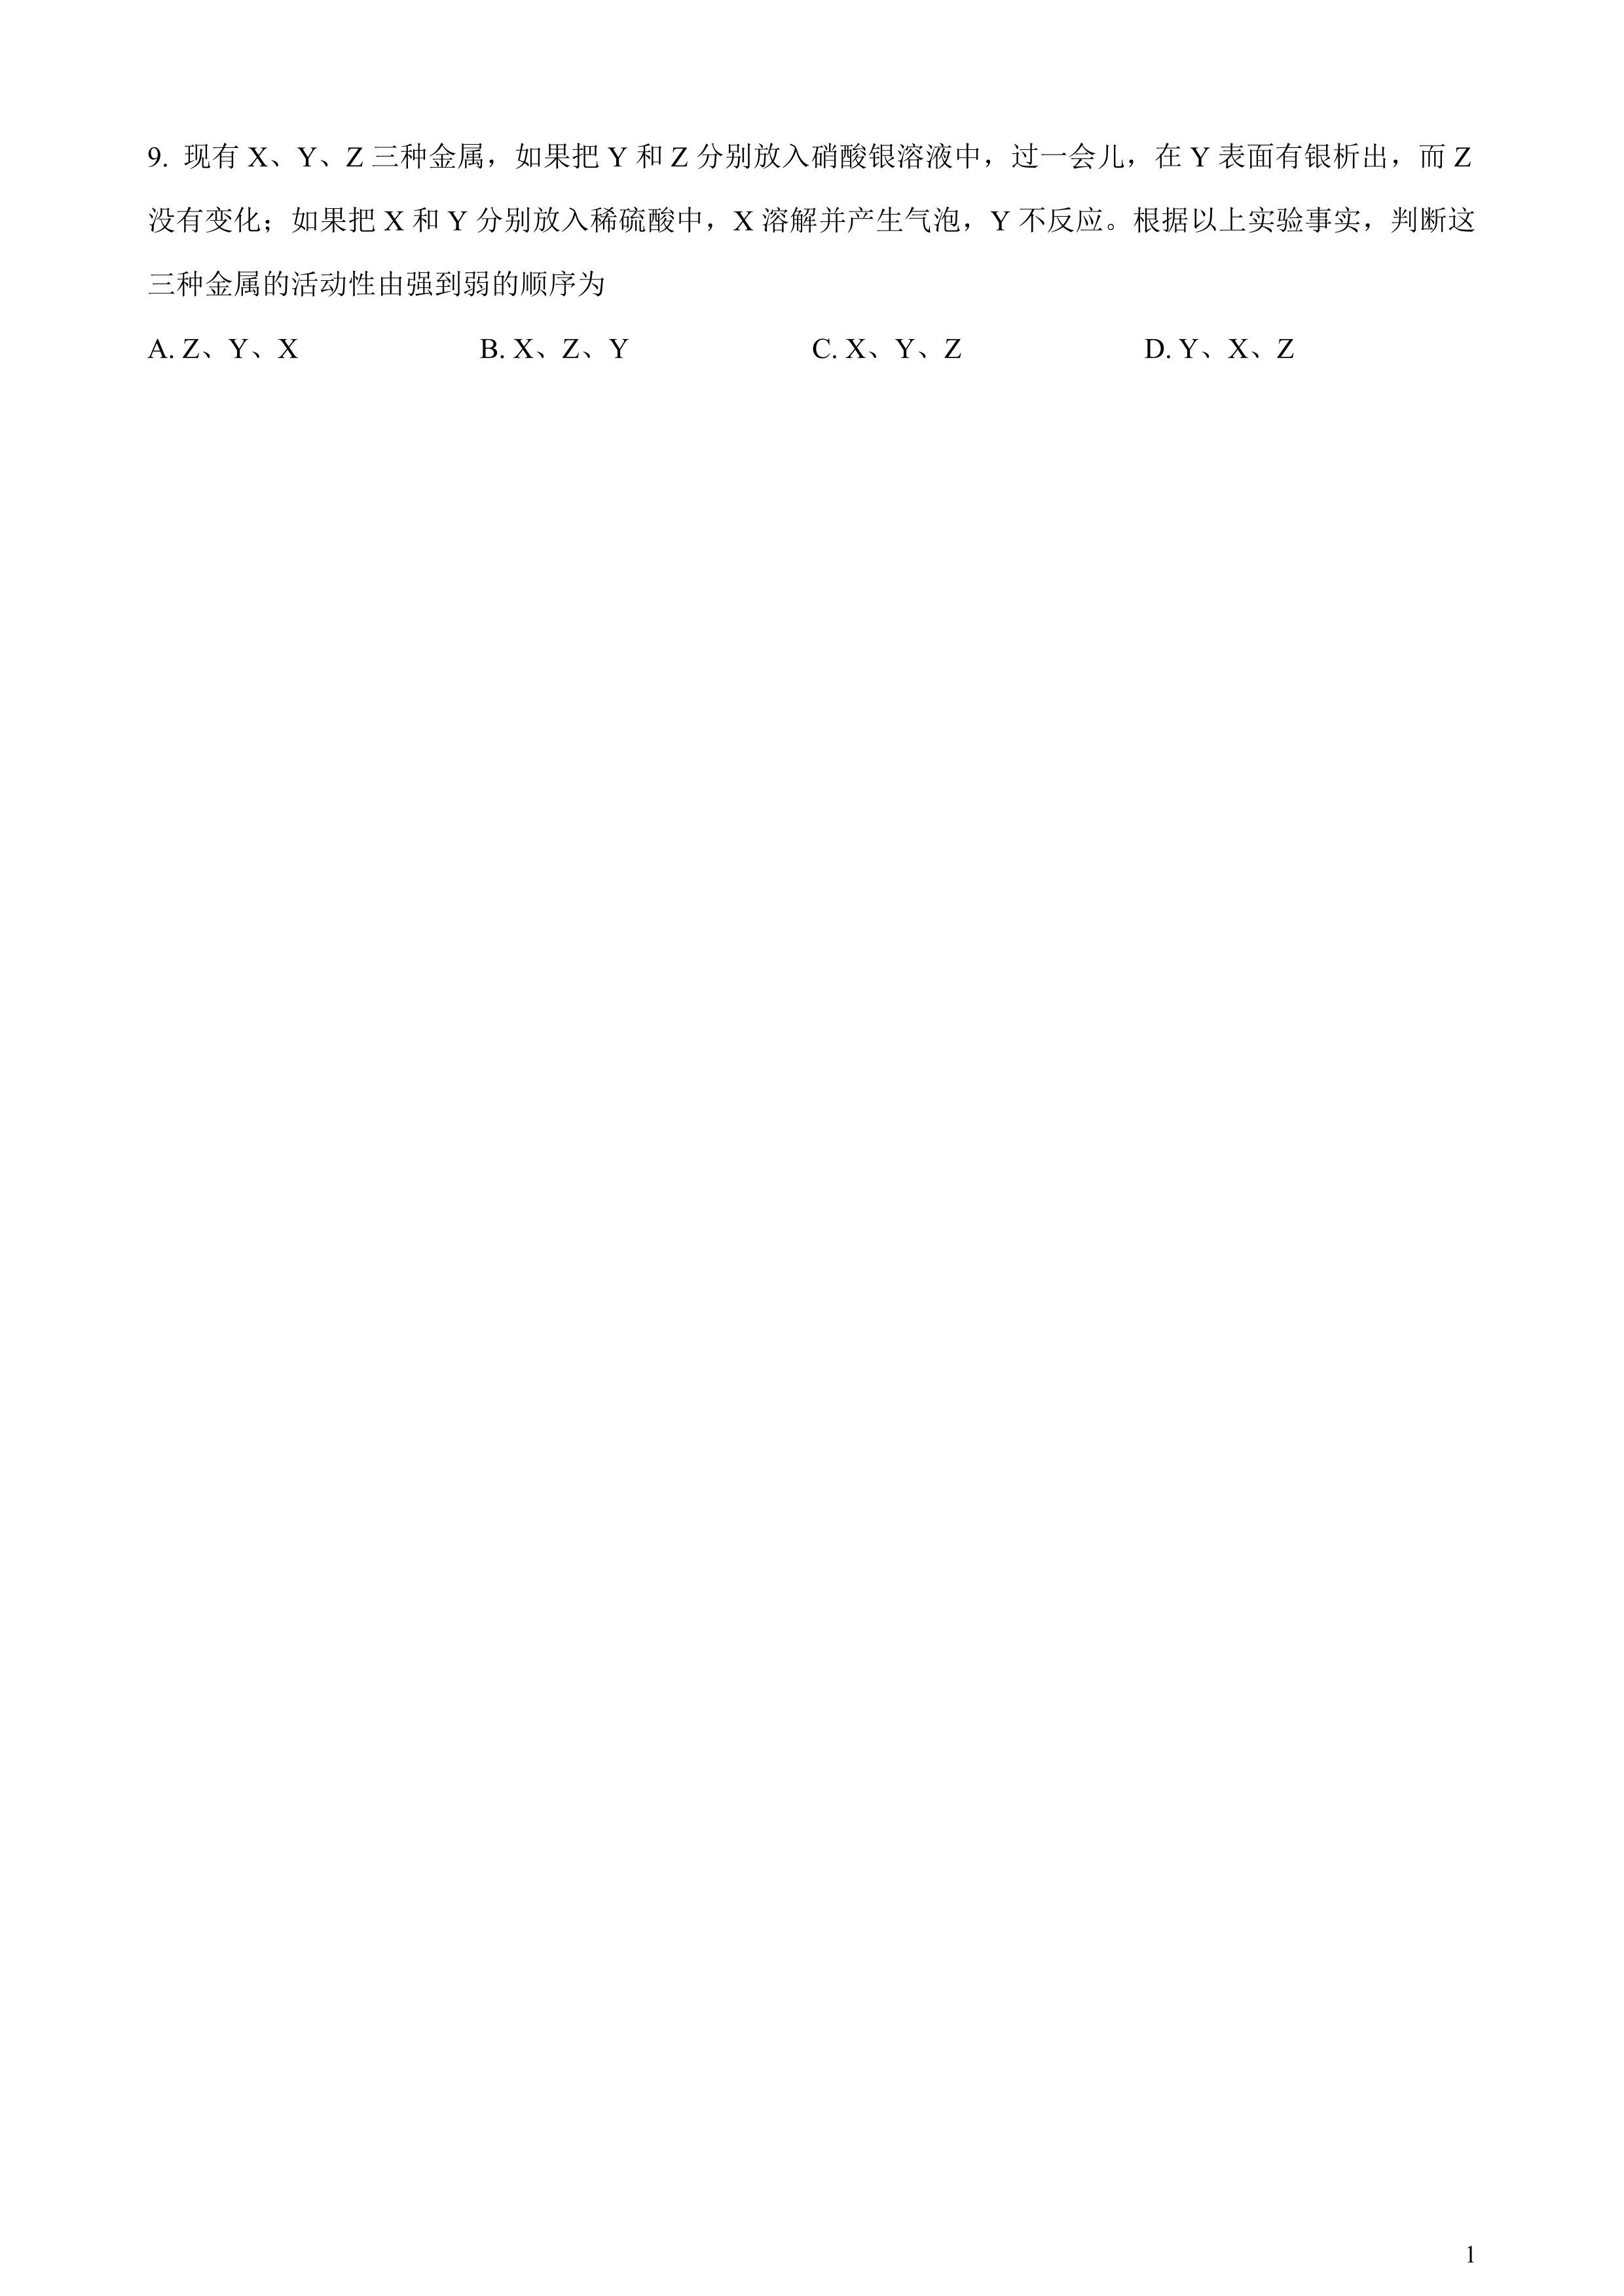 9. 现有 X、Y、Z 三种金属，如果把 Y 和 Z 分别放入硝酸银溶液中，过一会儿，在 Y 表面有银析出，而 Z
没有变化；如果把 X 和 Y 分别放入稀硫酸中，X 溶解并产生气泡，Y 不反应。根据以上实验事实，判断这
三种金属的活动性由强到弱的顺序为
A. Z、Y、X B. X、Z、Y C. X、Y、Z D. Y、X、Z
1